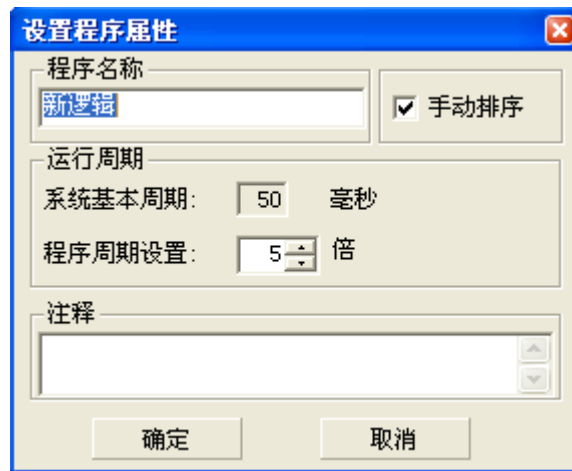 设置程序属性
程序名称
新逻辑
手动排序
运行周期
系统基本周期: 50 毫秒
程序周期设置: 5 倍
注释
确定 取消